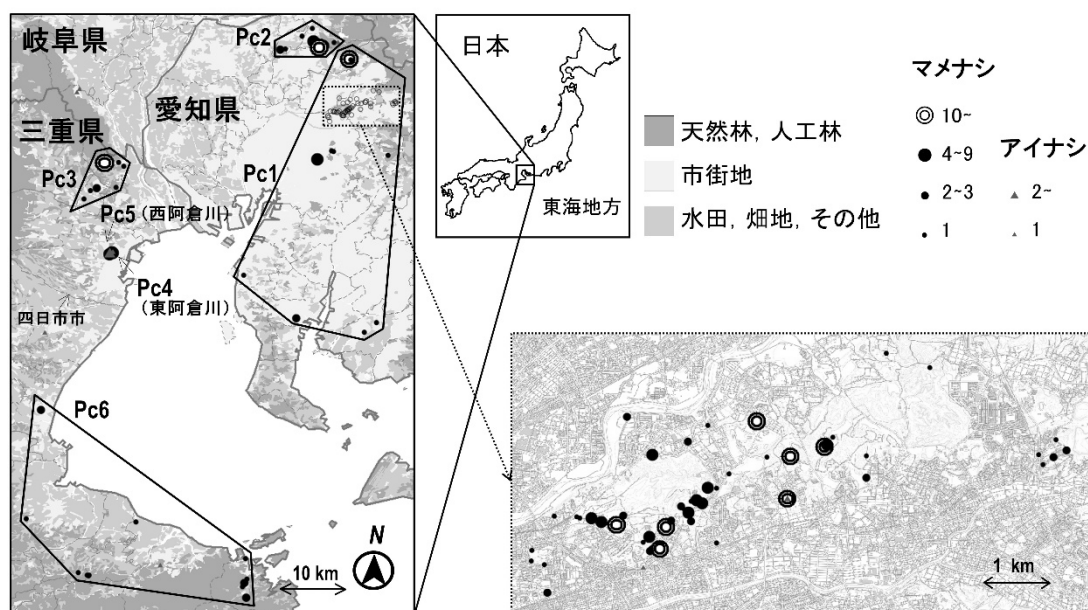 岐阜県
Pc2
愛知県
三重県
Pc3
Pc1
Pc5（西阿倉川）
Pc4
（東阿倉川）
四日市市
Pc6
N
10 km
日本
東海地方
天然林, 人工林
市街地
水田, 畑地, その他
マメナシ
10~
4~9
アイナシ
2~3
2~
1
1
1 km